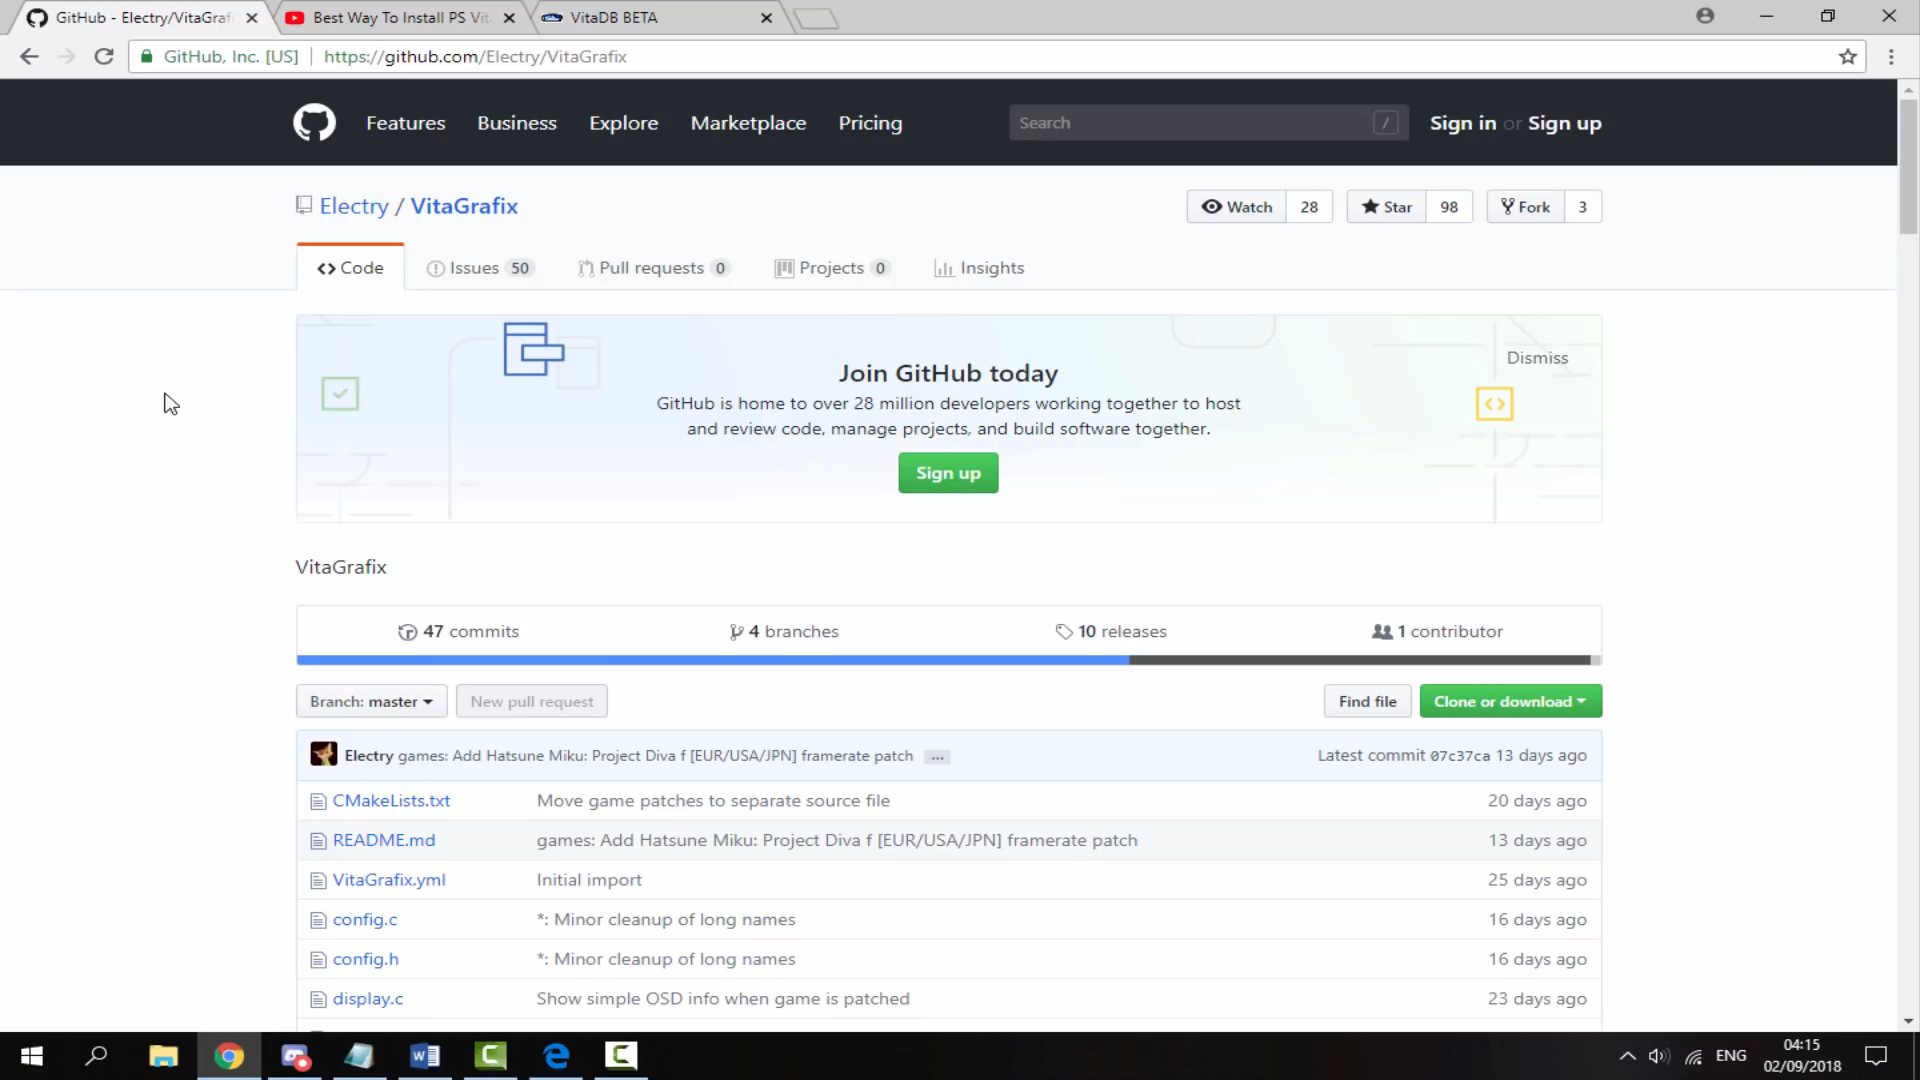 GitHub - Electry/VitaGrafi
Best Way To Install PS Vit
VitaDB BETA
GitHub, Inc. [US] | https://github.com/Electry/VitaGrafix
Features Business Explore Marketplace Pricing Search / Sign in or Sign up
Electry / VitaGrafix Watch 28 Star 98 Fork 3
Code Issues 50 Pull requests 0 Projects 0 Insights
Dismiss
Join GitHub today
GitHub is home to over 28 million developers working together to host
and review code, manage projects, and build software together.
Sign up
VitaGrafix
47 commits 4 branches 10 releases 1 contributor
Branch: master New pull request Find file Clone or download
Electry games: Add Hatsune Miku: Project Diva f [EUR/USA/JPN] framerate patch ... Latest commit 07c37ca 13 days ago
CMakeLists.txt Move game patches to separate source file 20 days ago
README.md games: Add Hatsune Miku: Project Diva f [EUR/USA/JPN] framerate patch 13 days ago
VitaGrafix.yml Initial import 25 days ago
config.c *: Minor cleanup of long names 16 days ago
config.h *: Minor cleanup of long names 16 days ago
display.c Show simple OSD info when game is patched 23 days ago
ENG 04:15
02/09/2018